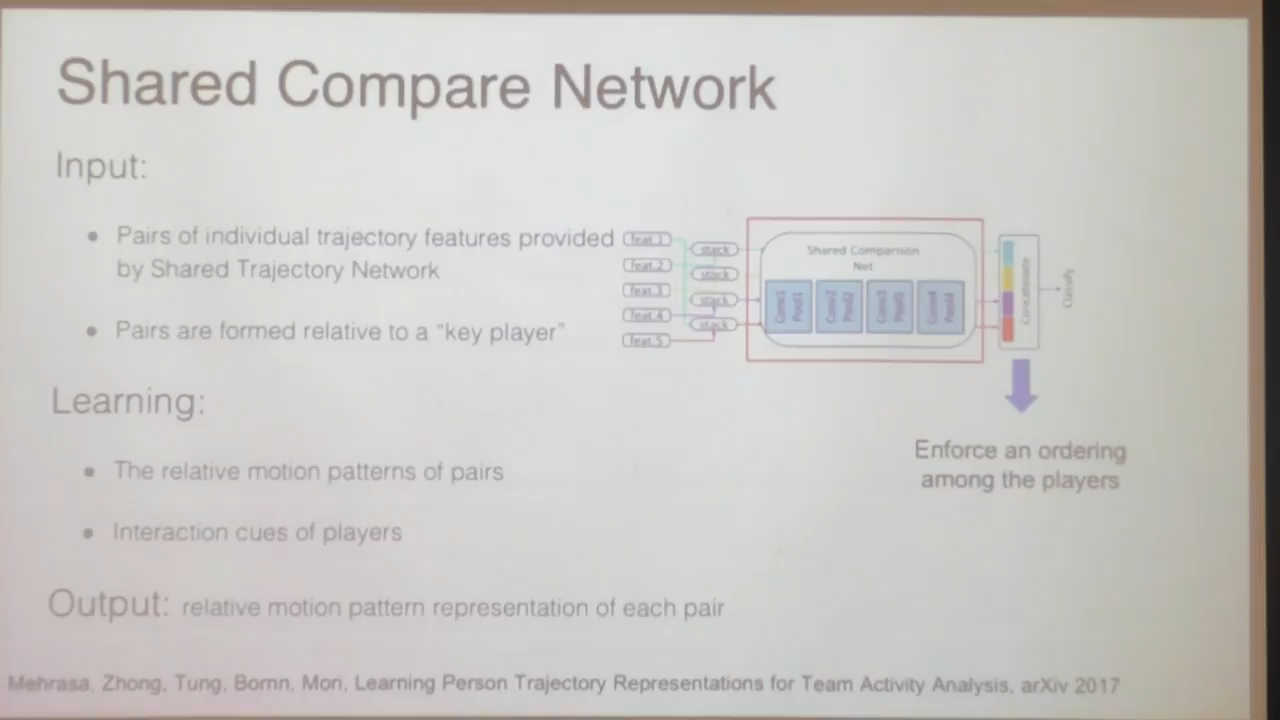 Shared Compare Network
Input:
• Pairs of individual trajectory features provided
by Shared Trajectory Network
• Pairs are formed relative to a “key player”
feat.1
feat.2
feat.3
feat.4
feat.5
stack
stack
stack
stack
Shared Comparison
Net
Conv1
Pool1
Conv2
Pool2
Conv3
Pool3
Conv4
Pool4
Concatenate
Classify
Enforce an ordering
among the players
Learning:
• The relative motion patterns of pairs
• Interaction cues of players
Output: relative motion pattern representation of each pair
Mehrasa, Zhong, Tung, Bornn, Mori, Learning Person Trajectory Representations for Team Activity Analysis, arXiv 2017